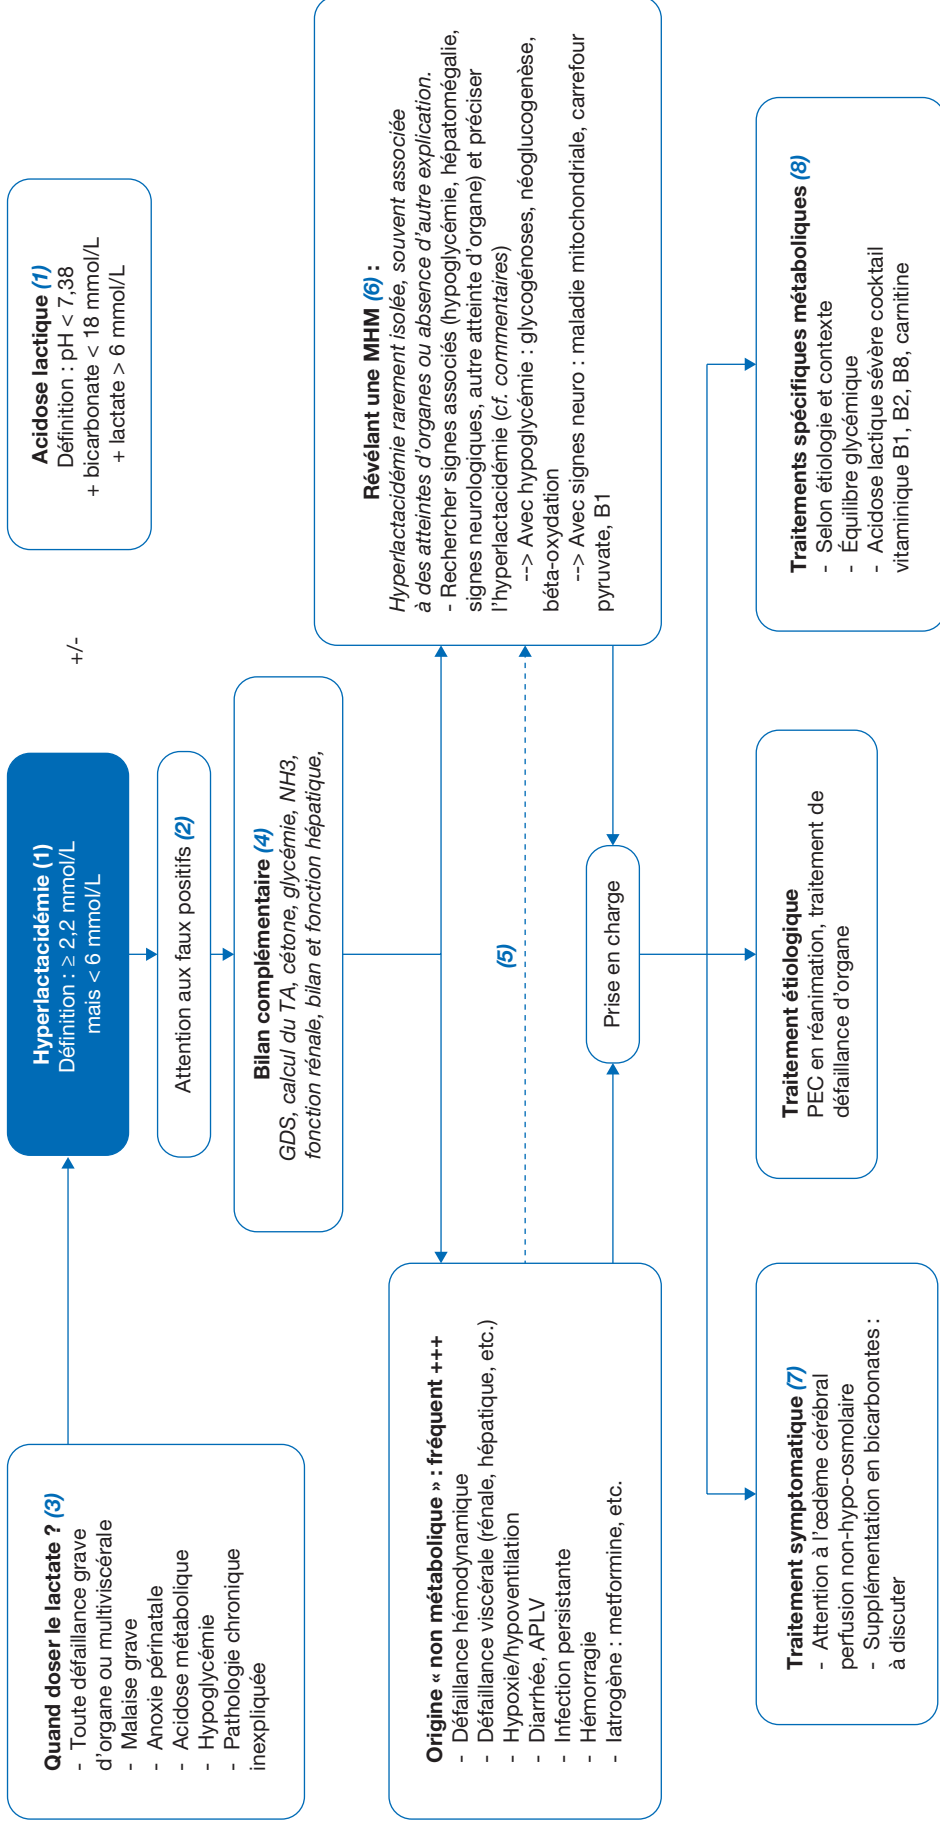 Quand doser le lactate ? (3)
- Toute défaillance grave
d’organe ou multiviscérale
- Malaise grave
- Anoxie périnatale
- Acidose métabolique
- Hypoglycémie
- Pathologie chronique
inexpliquée
Hyperlactacidémie (1)
Définition : ≥ 2,2 mmol/L
mais < 6 mmol/L
+/-
Acidose lactique (1)
Définition : pH < 7,38
+ bicarbonate < 18 mmol/L
+ lactate > 6 mmol/L
Attention aux faux positifs (2)
Bilan complémentaire (4)
GDS, calcul du TA, cétone, glycémie, NH3,
fonction rénale, bilan et fonction hépatique,
Origine « non métabolique » : fréquent +++
- Défaillance hémodynamique
- Défaillance viscérale (rénale, hépatique, etc.)
- Hypoxie/hypoventilation
- Diarrhée, APLV
- Infection persistante
- Hémorragie
- Iatrogène : metformine, etc.
(5)
Révélant une MHM (6) :
Hyperlactacidémie rarement isolée, souvent associée
à des atteintes d’organes ou absence d’autre explication.
- Rechercher signes associés (hypoglycémie, hépatomégalie,
signes neurologiques, autre atteinte d’organe) et préciser
l’hyperlactacidémie (cf. commentaires)
--> Avec hypoglycémie : glycogénoses, néoglucogenèse,
béta-oxydation
--> Avec signes neuro : maladie mitochondriale, carrefour
pyruvate, B1
Prise en charge
Traitement symptomatique (7)
- Attention à l’œdème cérébral
perfusion non-hypo-osmolaire
- Supplémentation en bicarbonates :
à discuter
Traitement étiologique
PEC en réanimation, traitement de
défaillance d’organe
Traitements spécifiques métaboliques (8)
- Selon étiologie et contexte
- Équilibre glycémique
- Acidose lactique sévère cocktail
vitaminique B1, B2, B8, carnitine